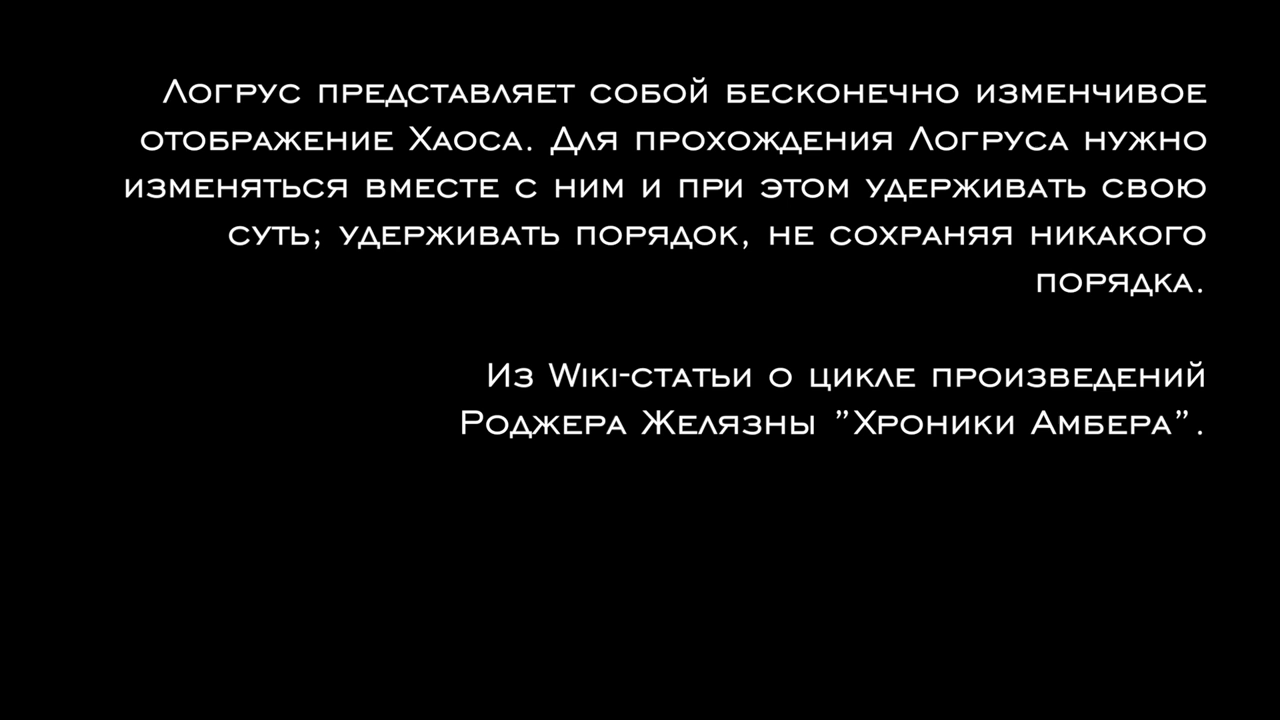 Логрус представляет собой бесконечно изменчивое
отображение Хаоса. Для прохождения Логруса нужно
изменяться вместе с ним и при этом удерживать свою
суть; удерживать порядок, не сохраняя никакого
порядка.
Из Wiki-статьи о цикле произведений
Роджера Желязны ”Хроники Амбера”.